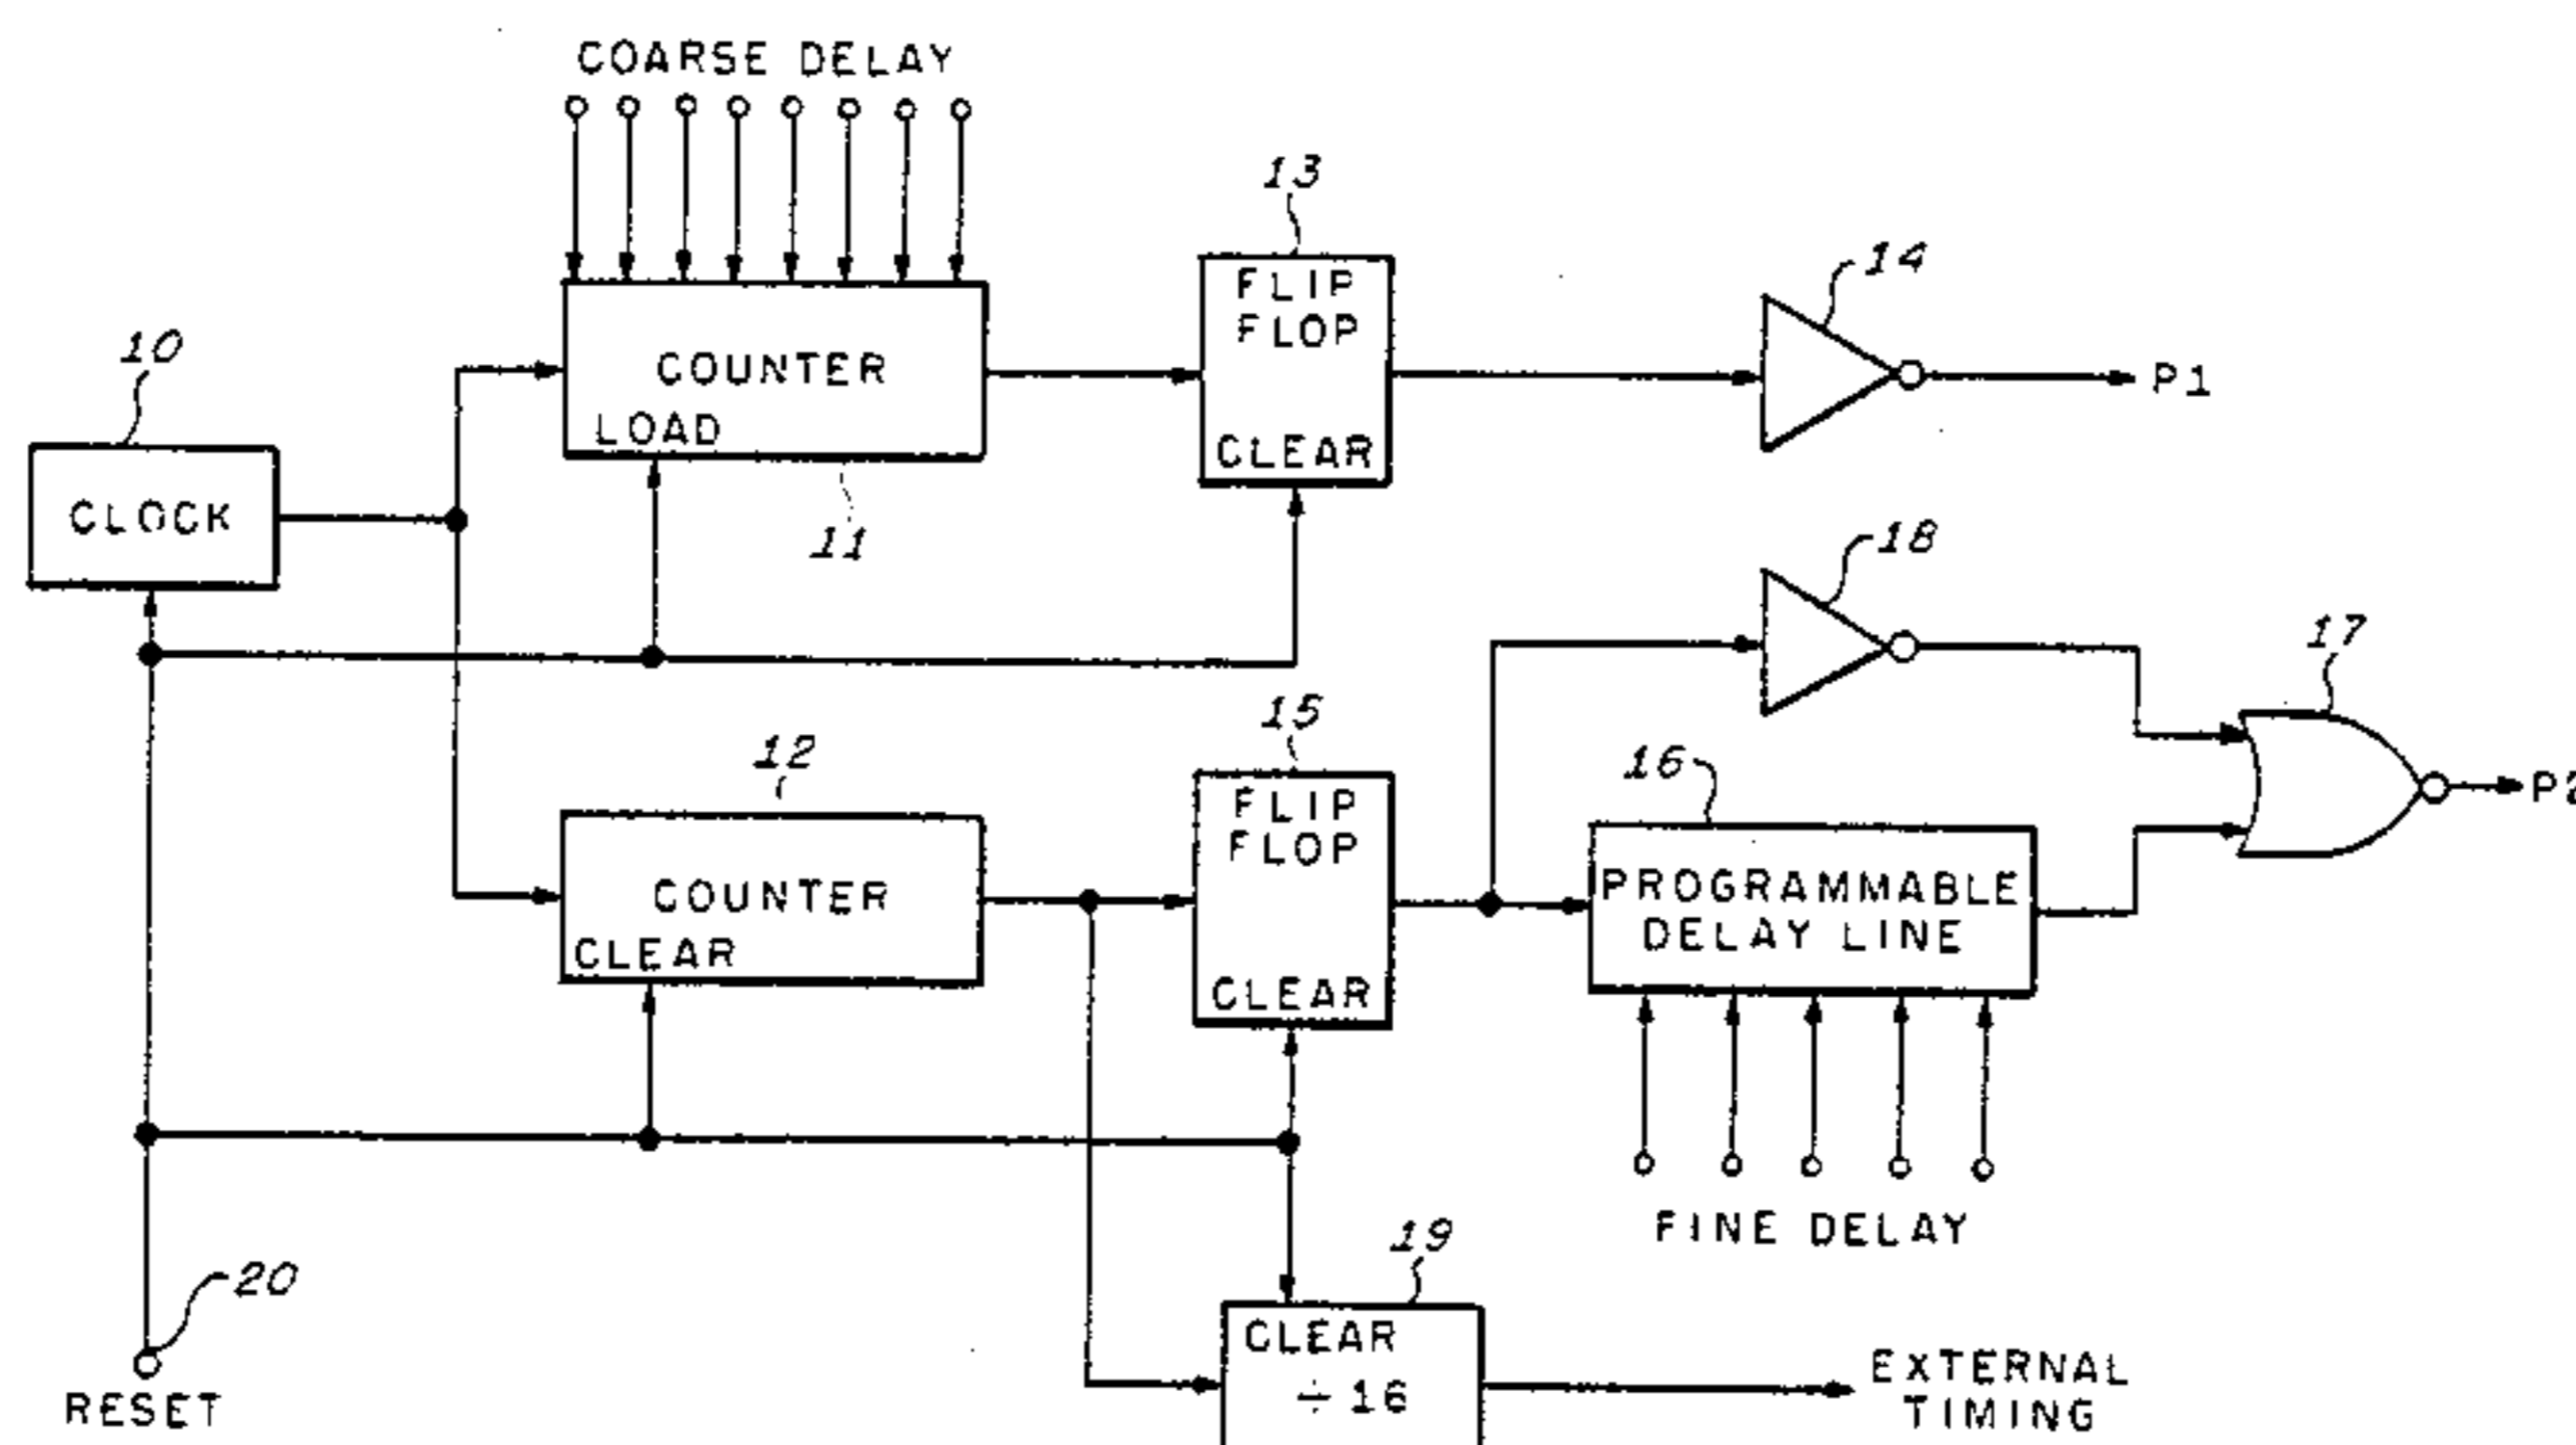 COARSE DELAY
13
14
10
FLIP
FLOP
COUNTER
LOAD
CLEAR
P1
CLOCK
11
18
17
15
12
16
FLIP
FLOP
COUNTER
CLEAR
CLEAR
PROGRAMMABLE
DELAY LINE
P2
FINE DELAY
19
20
CLEAR
÷ 16
EXTERNAL
TIMING
RESET